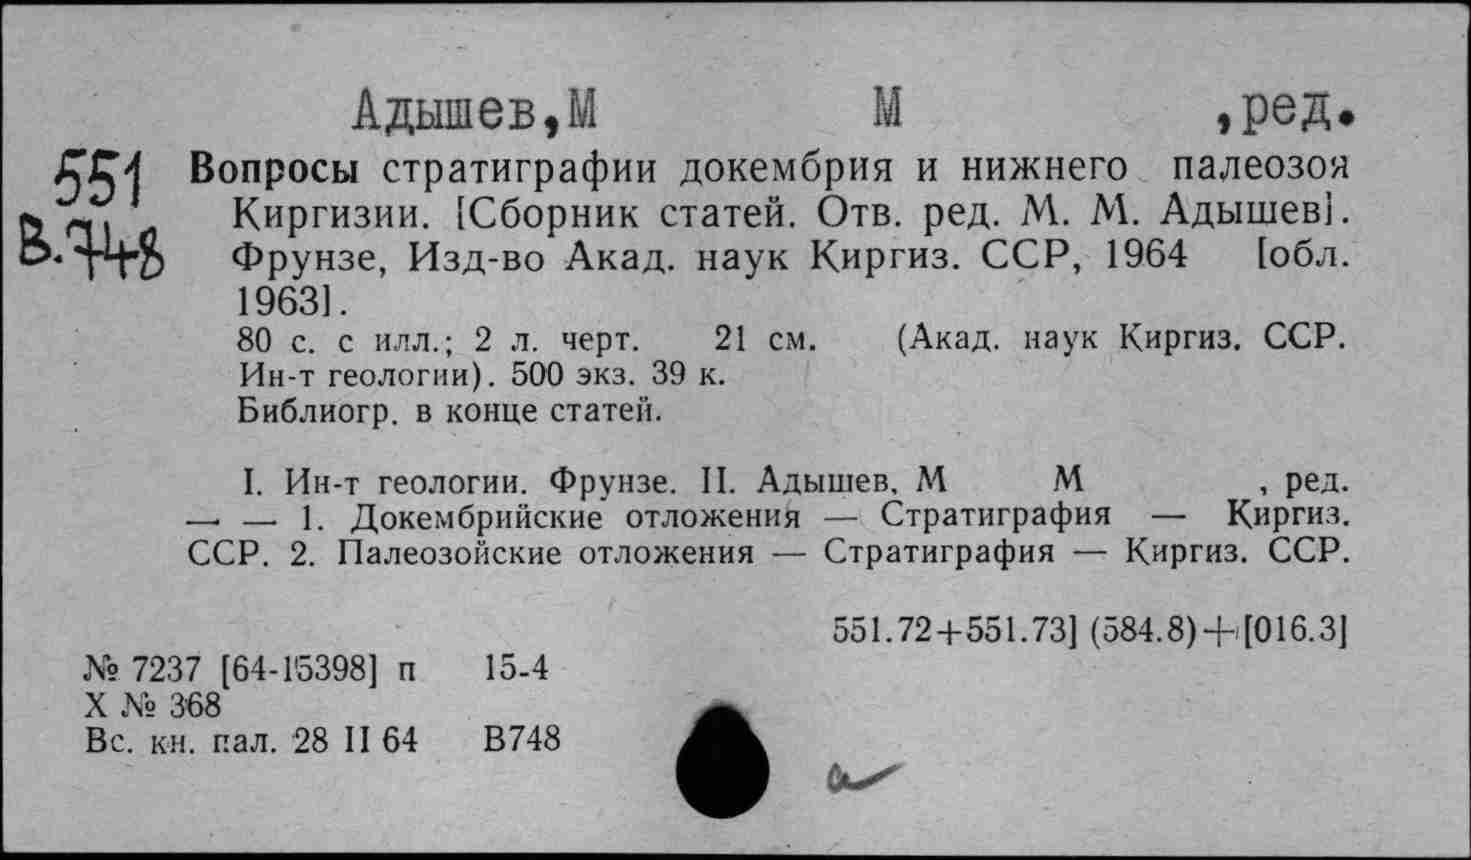 Адышев,М М ,ред.
551 Вопросы стратиграфии докембрия и нижнего палеозоя
В.748 Киргизии. [Сборник статей. Отв. ред. М. М. Адышев].
Фрунзе, Изд-во Акад. наук Киргиз. ССР, 1964 [обл.
1963].
80 с. с илл.; 2 л. черт. 21 см. (Акад. наук Киргиз. ССР.
Ин-т геологии). 500 экз. 39 к.
Библиогр. в конце статей.
I. Ин-т геологии. Фрунзе. II. Адышев, М М , ред.
— — 1. Докембрийские отложения — Стратиграфия — Киргиз.
ССР. 2. Палеозойские отложения — Стратиграфия — Киргиз. ССР.
551.72+551.73] (584.8)+[016.3]
№ 7237 [64-15398] п 15-4
X № 368
Вс. кн. пал. 28 II 64 В748